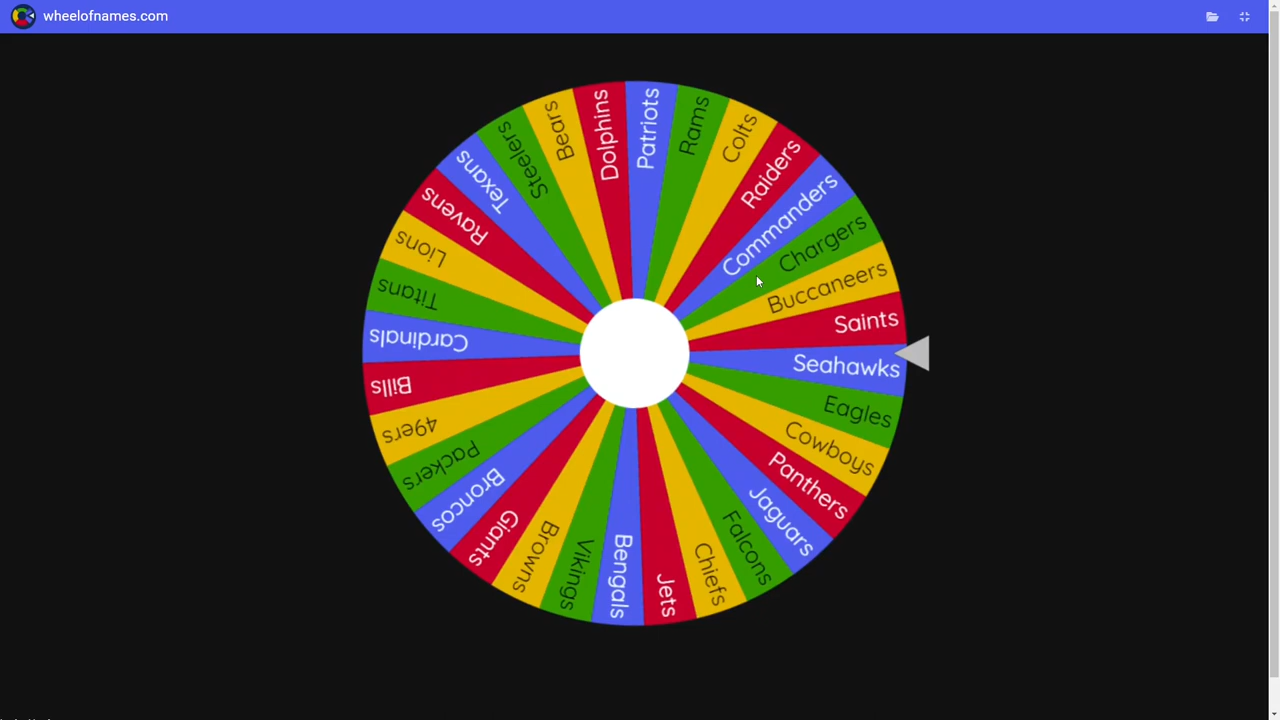 wheelofnames.com
Patriots
Rams
Colts
Raiders
Commanders
Chargers
Buccaneers
Saints
Seahawks
Eagles
Cowboys
Panthers
Jaguars
Falcons
Chiefs
Jets
Bengals
Vikings
Browns
Giants
Broncos
Packers
49ers
Bills
Cardinals
Titans
Lions
Ravens
Texans
Steelers
Bears
Dolphins